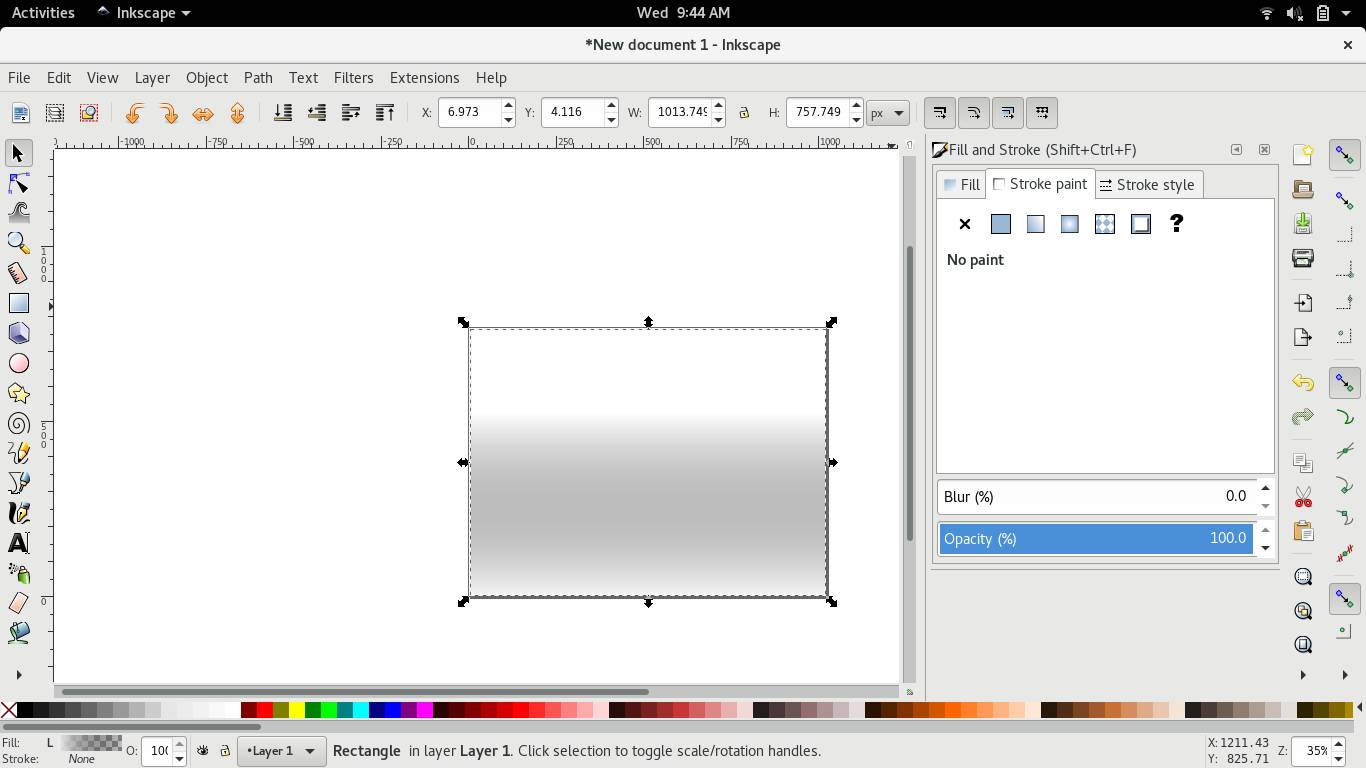 Activities Inkscape Wed 9:44 AM
*New document 1 - Inkscape ×
File Edit View Layer Object Path Text Filters Extensions Help
X: 6.973 Y: 4.116 W: 1013.749 H: 757.749 px
-1000 -750 -500 -250 0 250 500 750 1000
Fill and Stroke (Shift+Ctrl+F)
Fill Stroke paint Stroke style
?
No paint
1000
500
0
Blur (%) 0.0
Opacity (%) 100.0
Fill: L O: 100 •Layer 1 Rectangle in layer Layer 1. Click selection to toggle scale/rotation handles. X: 1211.43 Z: 35%
Stroke: None Y: 825.71